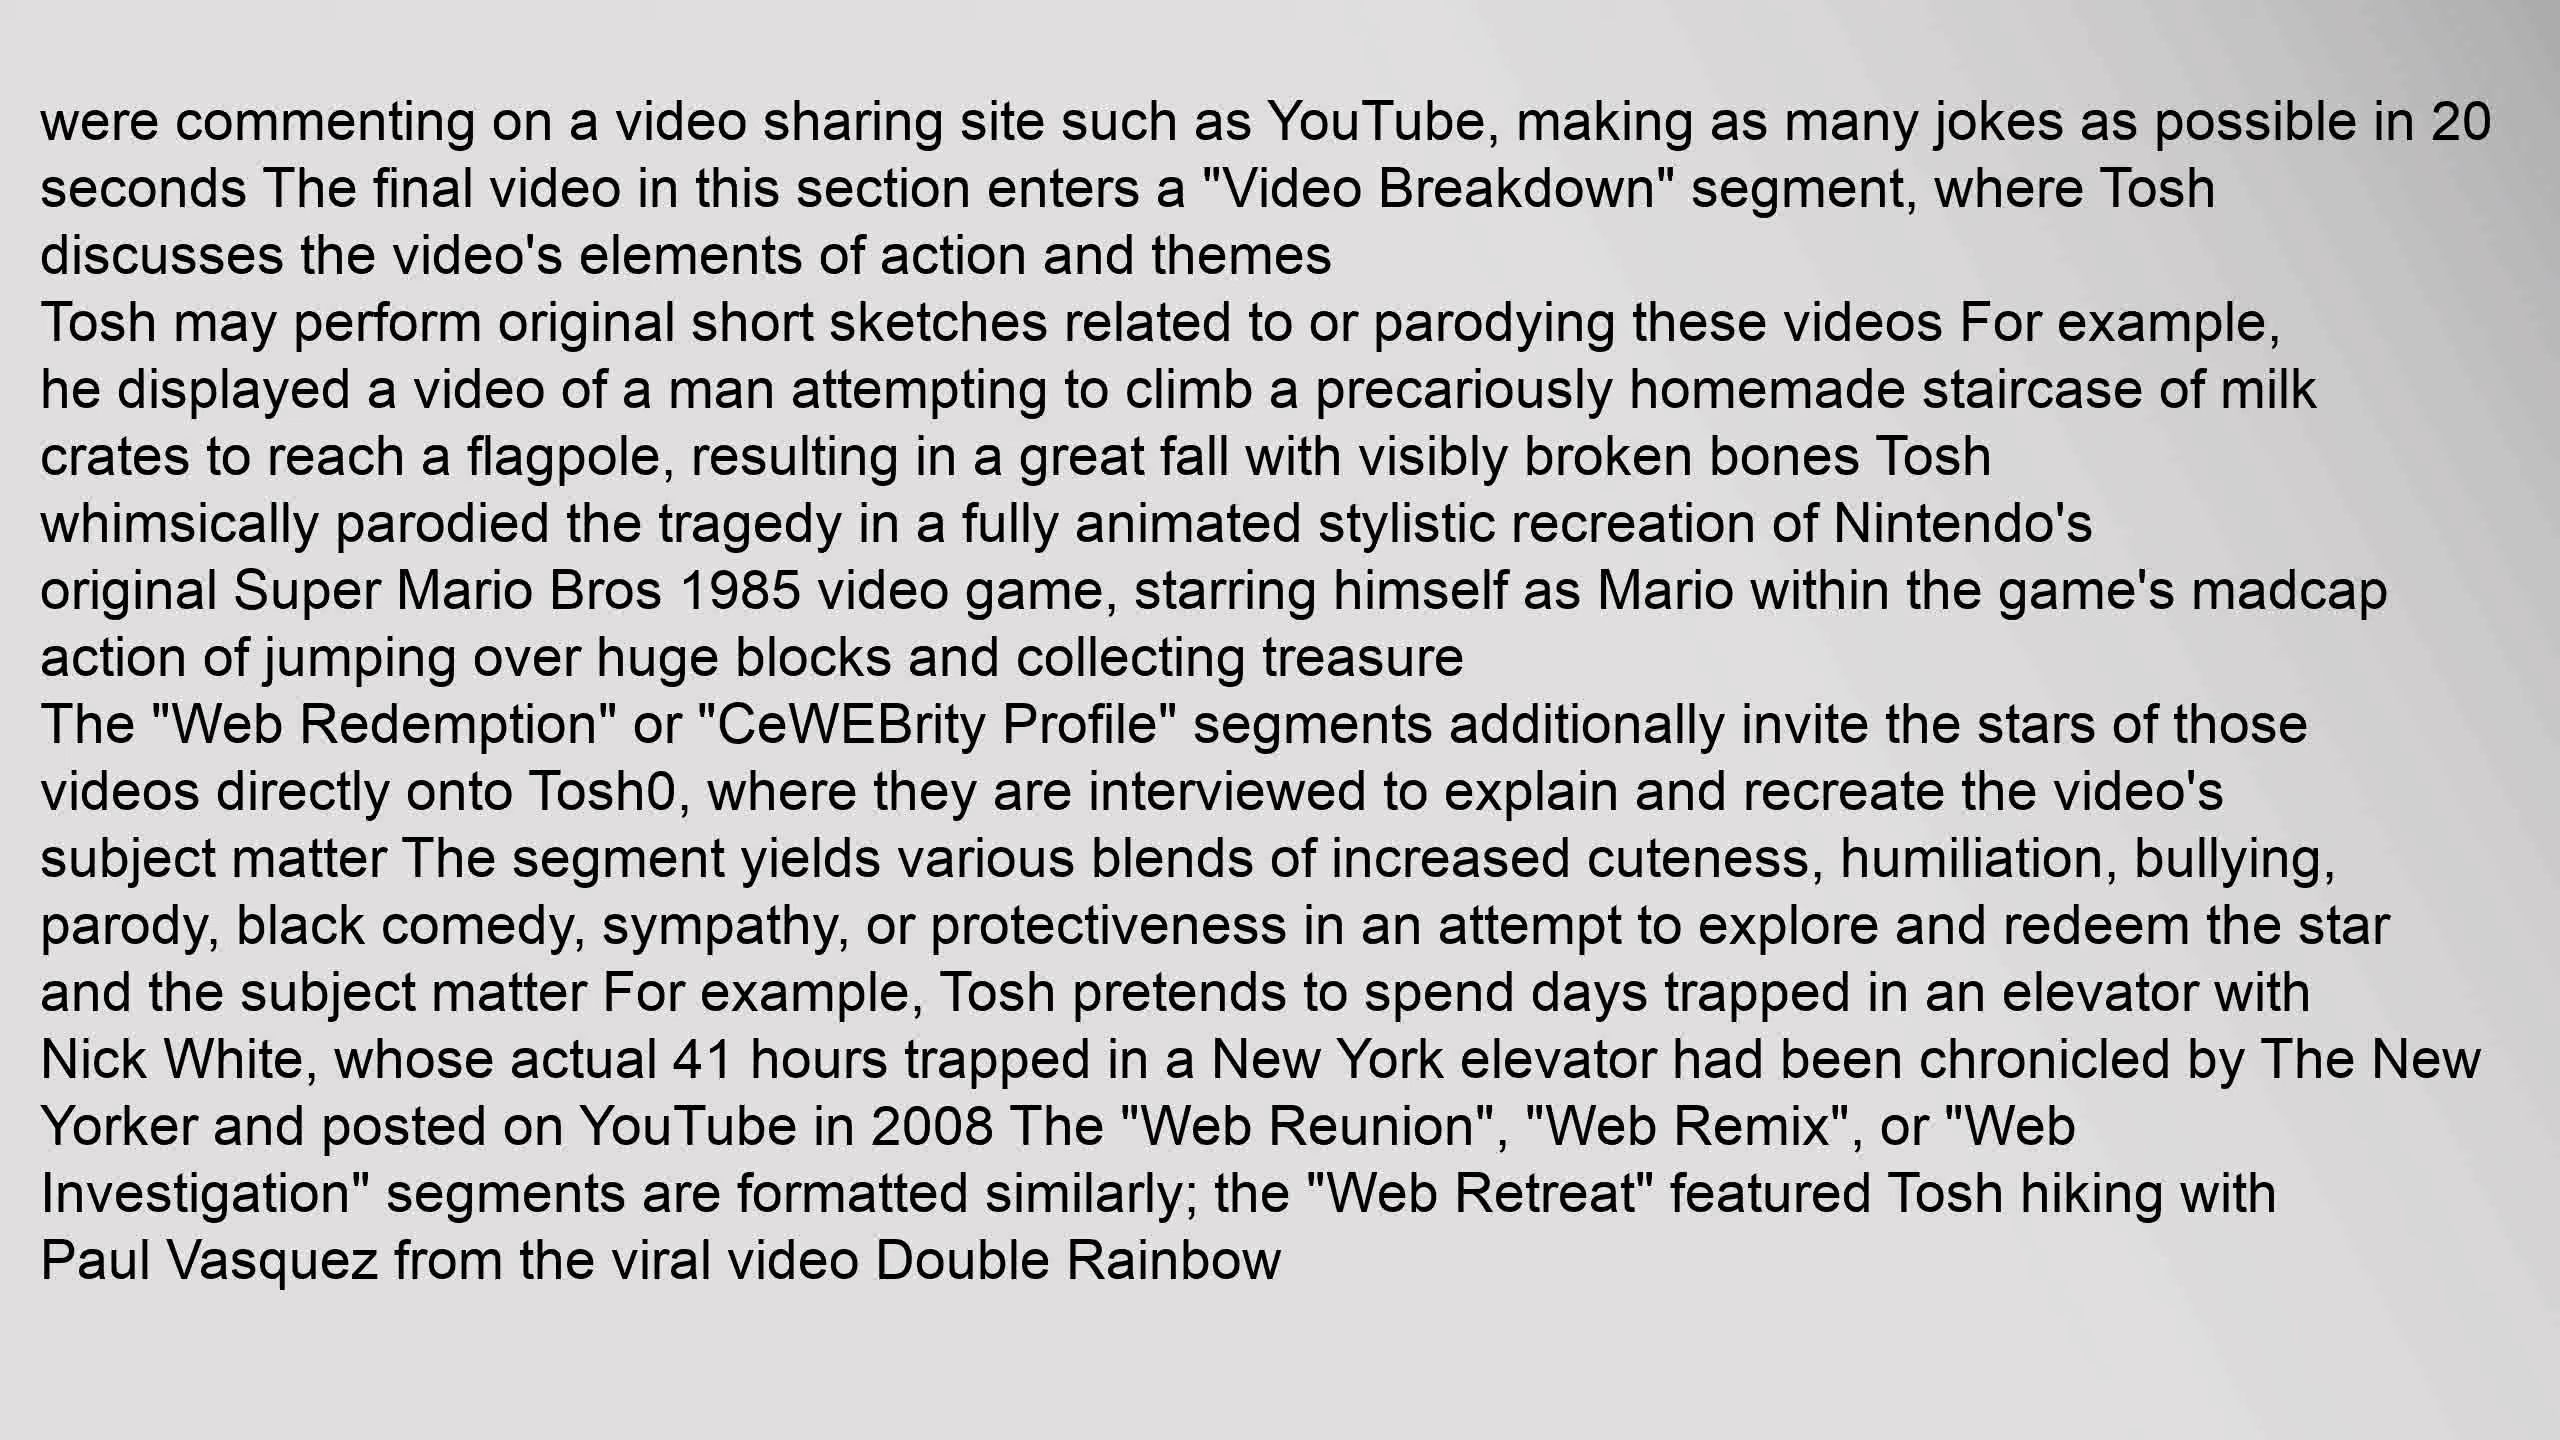 were commenting on a video sharing site such as YouTube, making as many jokes as possible in 20
seconds The final video in this section enters a "Video Breakdown" segment, where Tosh
discusses the video's elements of action and themes
Tosh may perform original short sketches related to or parodying these videos For example,
he displayed a video of a man attempting to climb a precariously homemade staircase of milk
crates to reach a flagpole, resulting in a great fall with visibly broken bones Tosh
whimsically parodied the tragedy in a fully animated stylistic recreation of Nintendo's
original Super Mario Bros 1985 video game, starring himself as Mario within the game's madcap
action of jumping over huge blocks and collecting treasure
The "Web Redemption" or "CeWEBrity Profile" segments additionally invite the stars of those
videos directly onto Tosh0, where they are interviewed to explain and recreate the video's
subject matter The segment yields various blends of increased cuteness, humiliation, bullying,
parody, black comedy, sympathy, or protectiveness in an attempt to explore and redeem the star
and the subject matter For example, Tosh pretends to spend days trapped in an elevator with
Nick White, whose actual 41 hours trapped in a New York elevator had been chronicled by The New
Yorker and posted on YouTube in 2008 The "Web Reunion", "Web Remix", or "Web
Investigation" segments are formatted similarly; the "Web Retreat" featured Tosh hiking with
Paul Vasquez from the viral video Double Rainbow